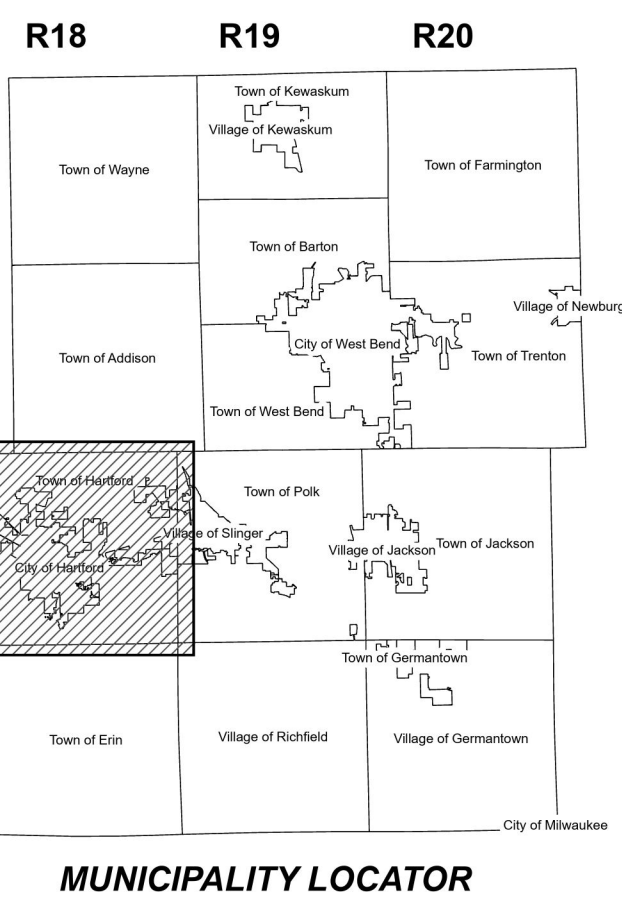 R18 R19 R20
Town of Kewaskum
Village of Kewaskum
Town of Wayne
Town of Farmington
Town of Barton
Village of Newburg
City of West Bend
Town of Addison
Town of Trenton
Town of West Bend
Town of Hartford
Town of Polk
Village of Slinger
Village of Jackson
Town of Jackson
City of Hartford
Town of Germantown
Town of Erin
Village of Richfield
Village of Germantown
City of Milwaukee
MUNICIPALITY LOCATOR